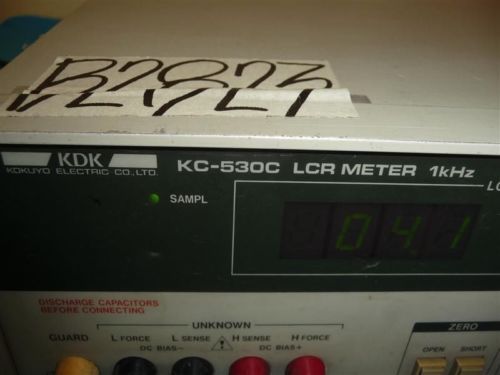 B2823
KDK
KOKUYO ELECTRIC CO., LTD.
KC-530C LCR METER 1kHz
SAMPL
04.1
DISCHARGE CAPACITORS
BEFORE CONNECTING
UNKNOWN
ZERO
GUARD
L FORCE L SENSE H SENSE H FORCE
DC BIAS− DC BIAS+
OPEN SHORT